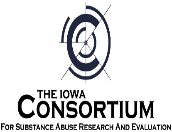 THE IOWA
CONSORTIUM
FOR SUBSTANCE ABUSE RESEARCH AND EVALUATION